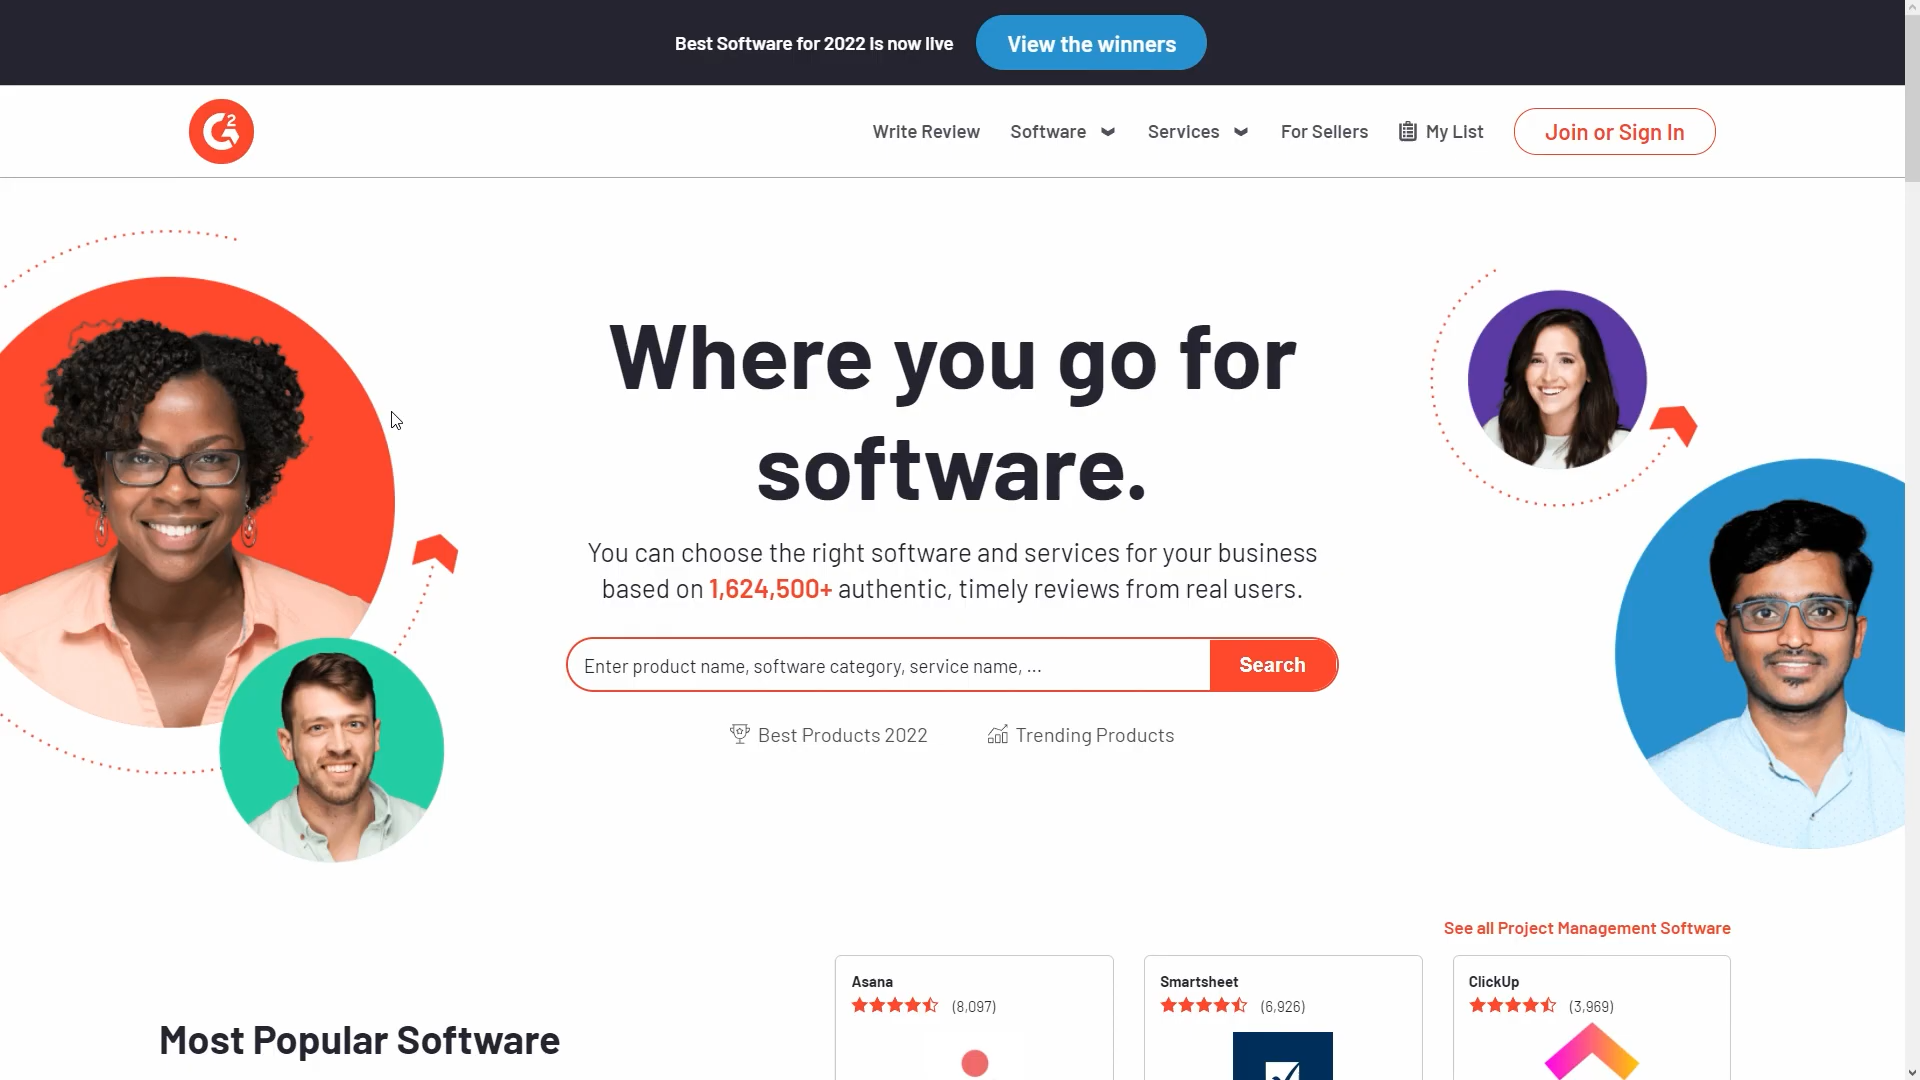 Best Software for 2022 is now live
View the winners
G2
Write Review
Software
Services
For Sellers
My List
Join or Sign In
Where you go for
software.
You can choose the right software and services for your business
based on 1,624,500+ authentic, timely reviews from real users.
Enter product name, software category, service name, ...
Search
Best Products 2022
Trending Products
See all Project Management Software
Most Popular Software
Asana
(8,097)
Smartsheet
(6,926)
ClickUp
(3,969)